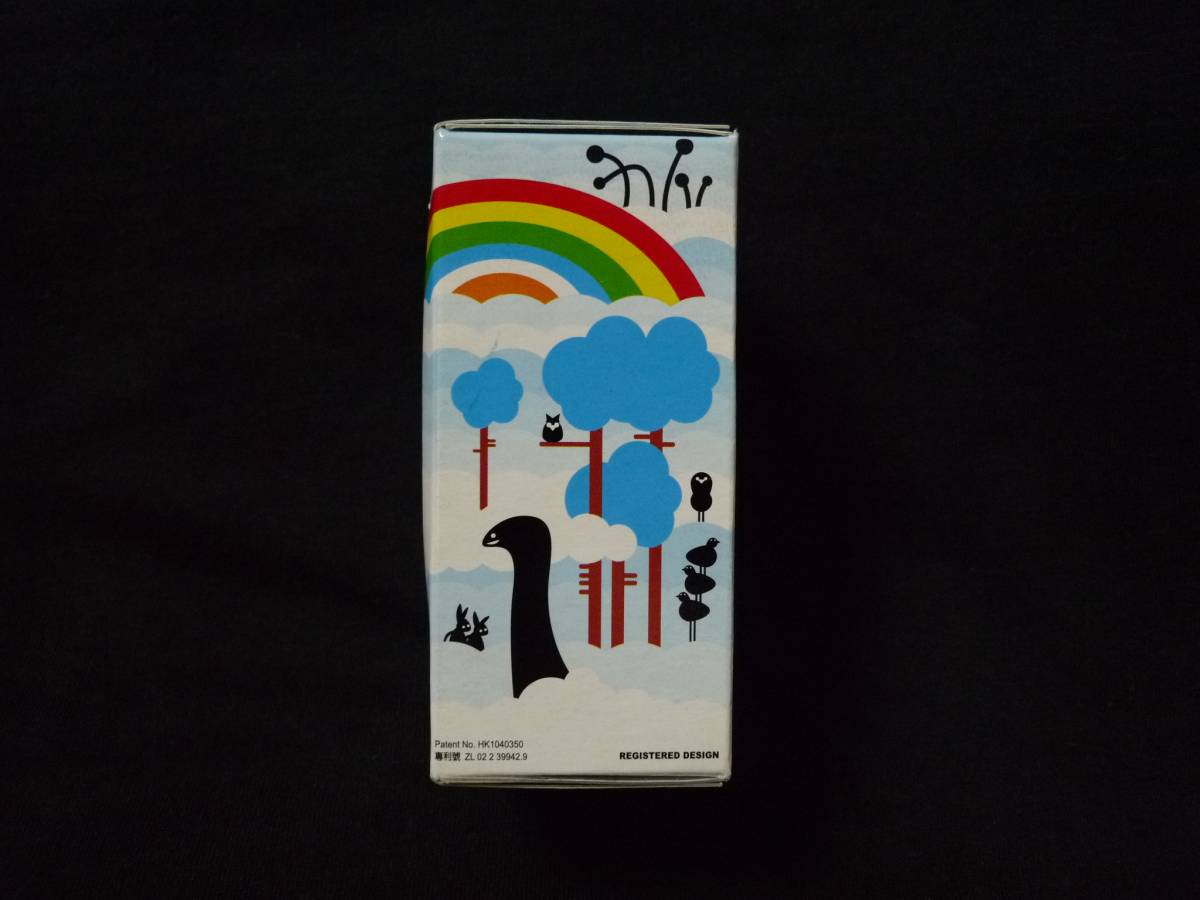 Patent No. HK1040350
專利號 ZL 02 2 39942.9
REGISTERED DESIGN